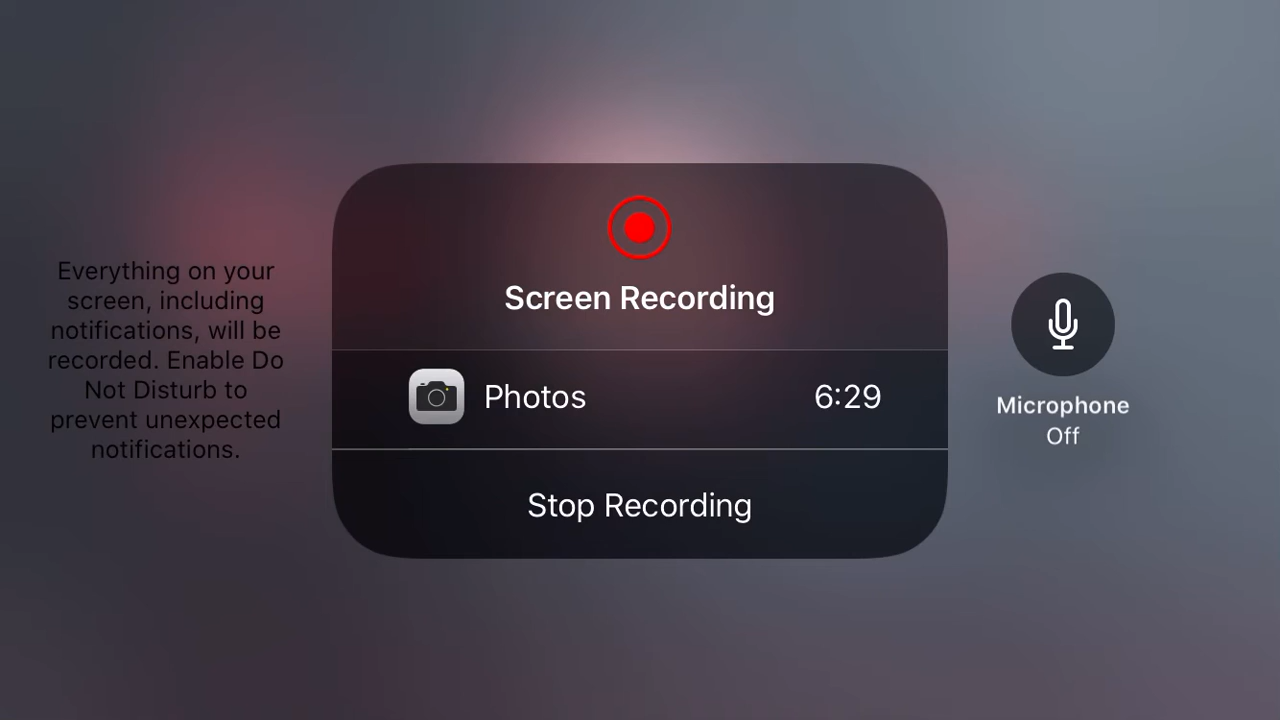 Everything on your
screen, including
notifications, will be
recorded. Enable Do
Not Disturb to
prevent unexpected
notifications.
Screen Recording
Photos 6:29
Stop Recording
Microphone
Off